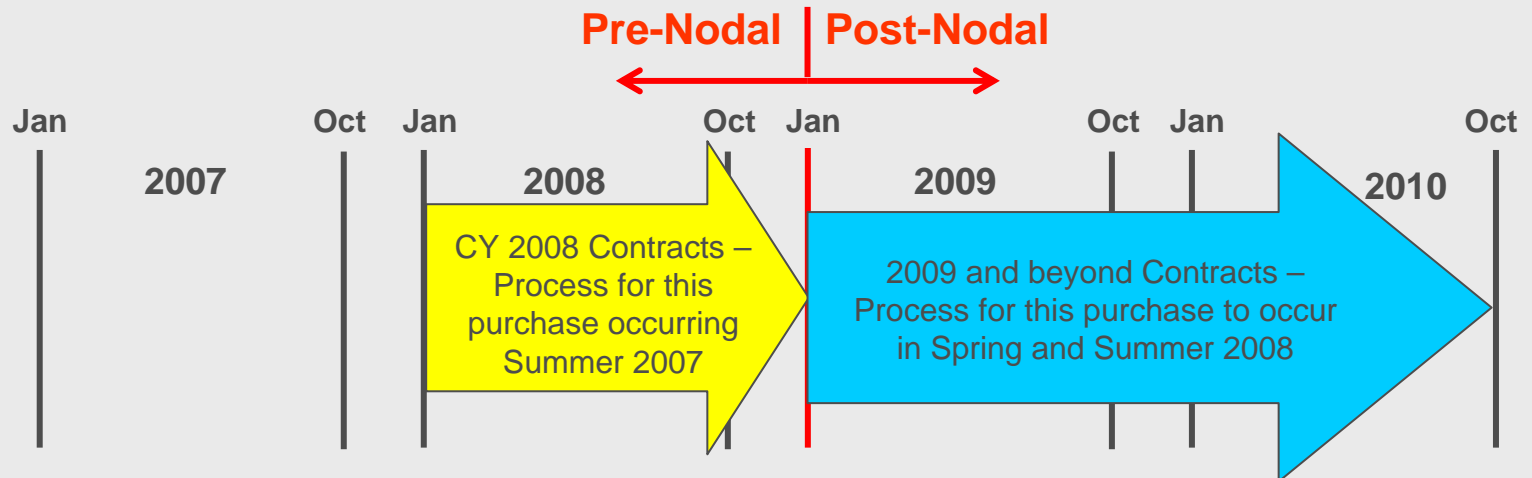 Pre-Nodal Post-Nodal
Jan Oct Jan Oct Jan Oct Jan Oct
2007 2008 2009 2010
CY 2008 Contracts –
Process for this
purchase occurring
Summer 2007
2009 and beyond Contracts –
Process for this purchase to occur
in Spring and Summer 2008